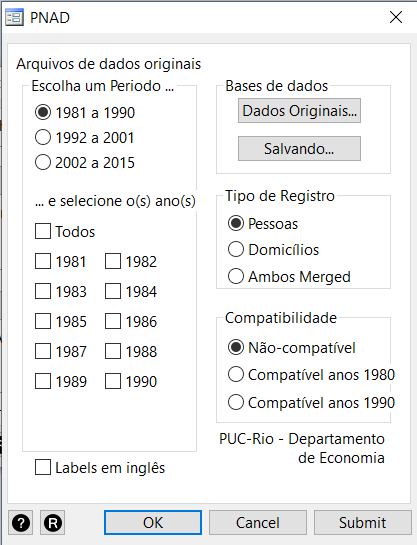 PNAD
Arquivos de dados originais
Escolha um Periodo ...
1981 a 1990
1992 a 2001
2002 a 2015
... e selecione o(s) ano(s)
Todos
1981 1982
1983 1984
1985 1986
1987 1988
1989 1990
Labels em inglês
Bases de dados
Dados Originais...
Salvando...
Tipo de Registro
Pessoas
Domicílios
Ambos Merged
Compatibilidade
Não-compatível
Compatível anos 1980
Compatível anos 1990
PUC-Rio - Departamento
de Economia
? R OK Cancel Submit